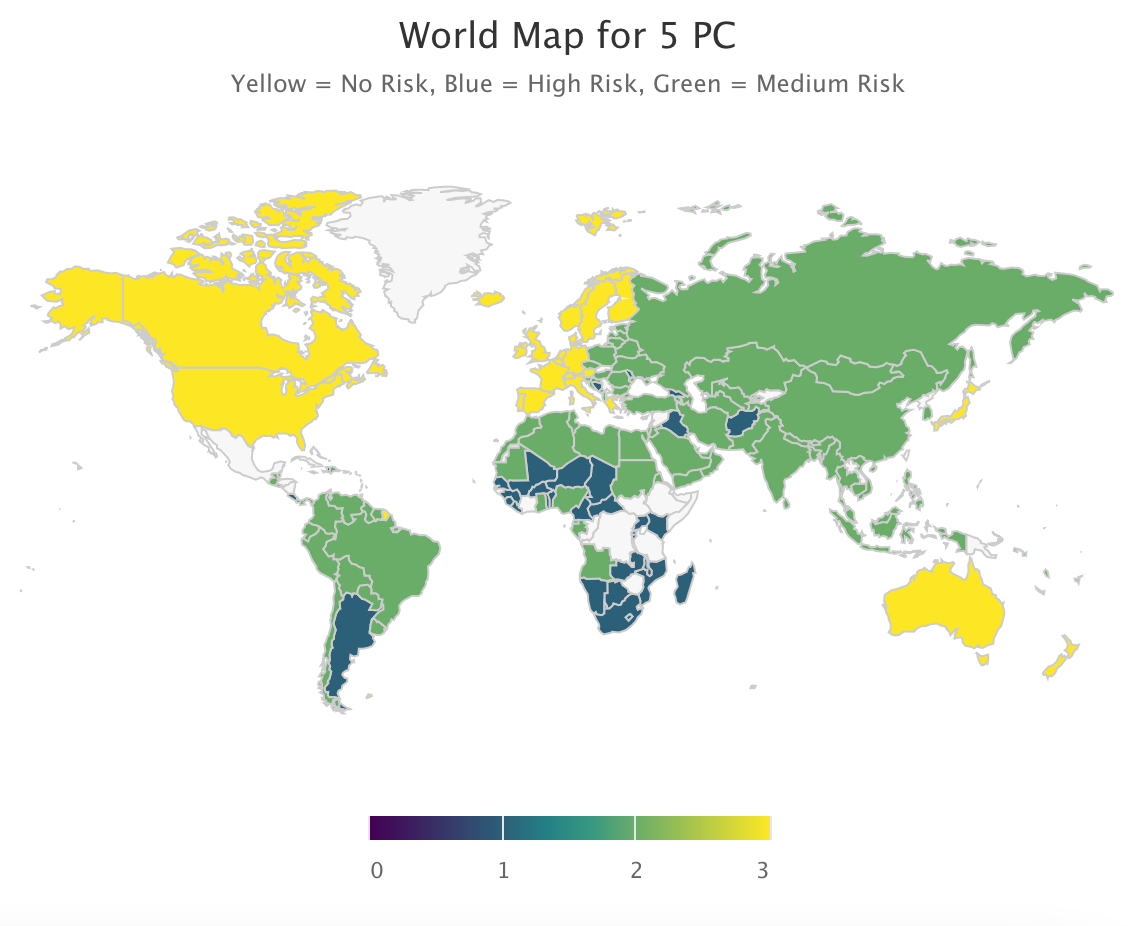 World Map for 5 PC
Yellow = No Risk, Blue = High Risk, Green = Medium Risk
0 1 2 3